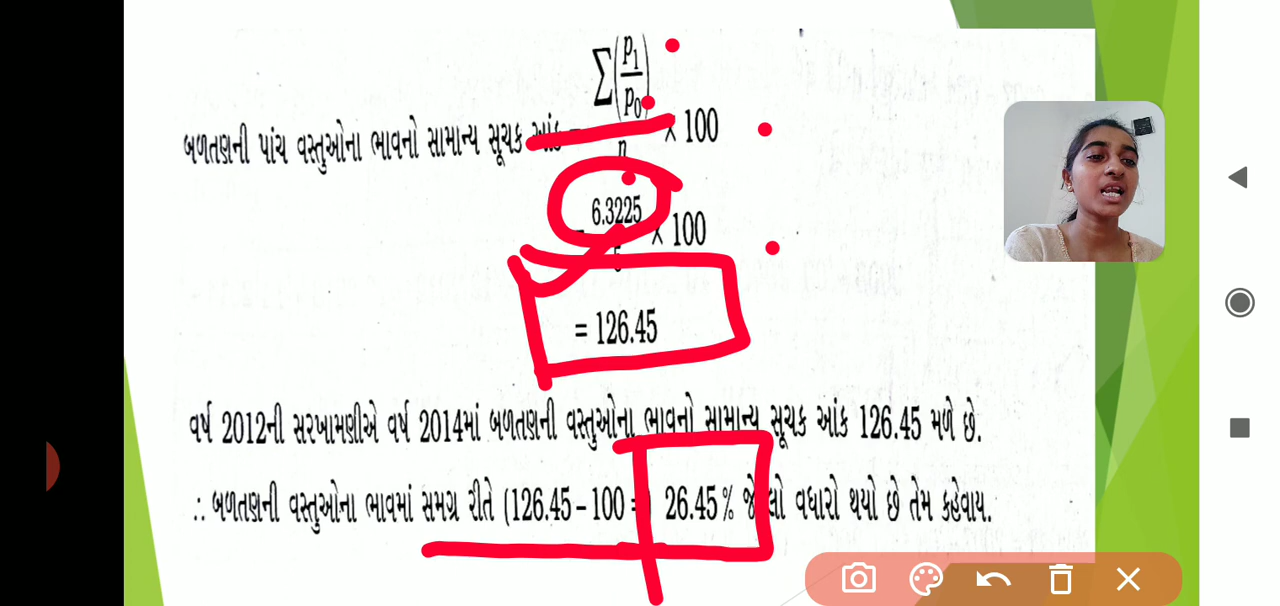 Σ(p₁/p₀)
બળતણની પાંચ વસ્તુઓના ભાવનો સામાન્ય સૂચક આંક = ─── × 100
n
= 6.3225/5 × 100
= 126.45
વર્ષ 2012ની સરખામણીએ વર્ષ 2014માં બળતણની વસ્તુઓના ભાવનો સામાન્ય સૂચક આંક 126.45 મળે છે.
∴ બળતણની વસ્તુઓના ભાવમાં સમગ્ર રીતે (126.45 – 100 =) 26.45 % જેટલો વધારો થયો છે તેમ કહેવાય.